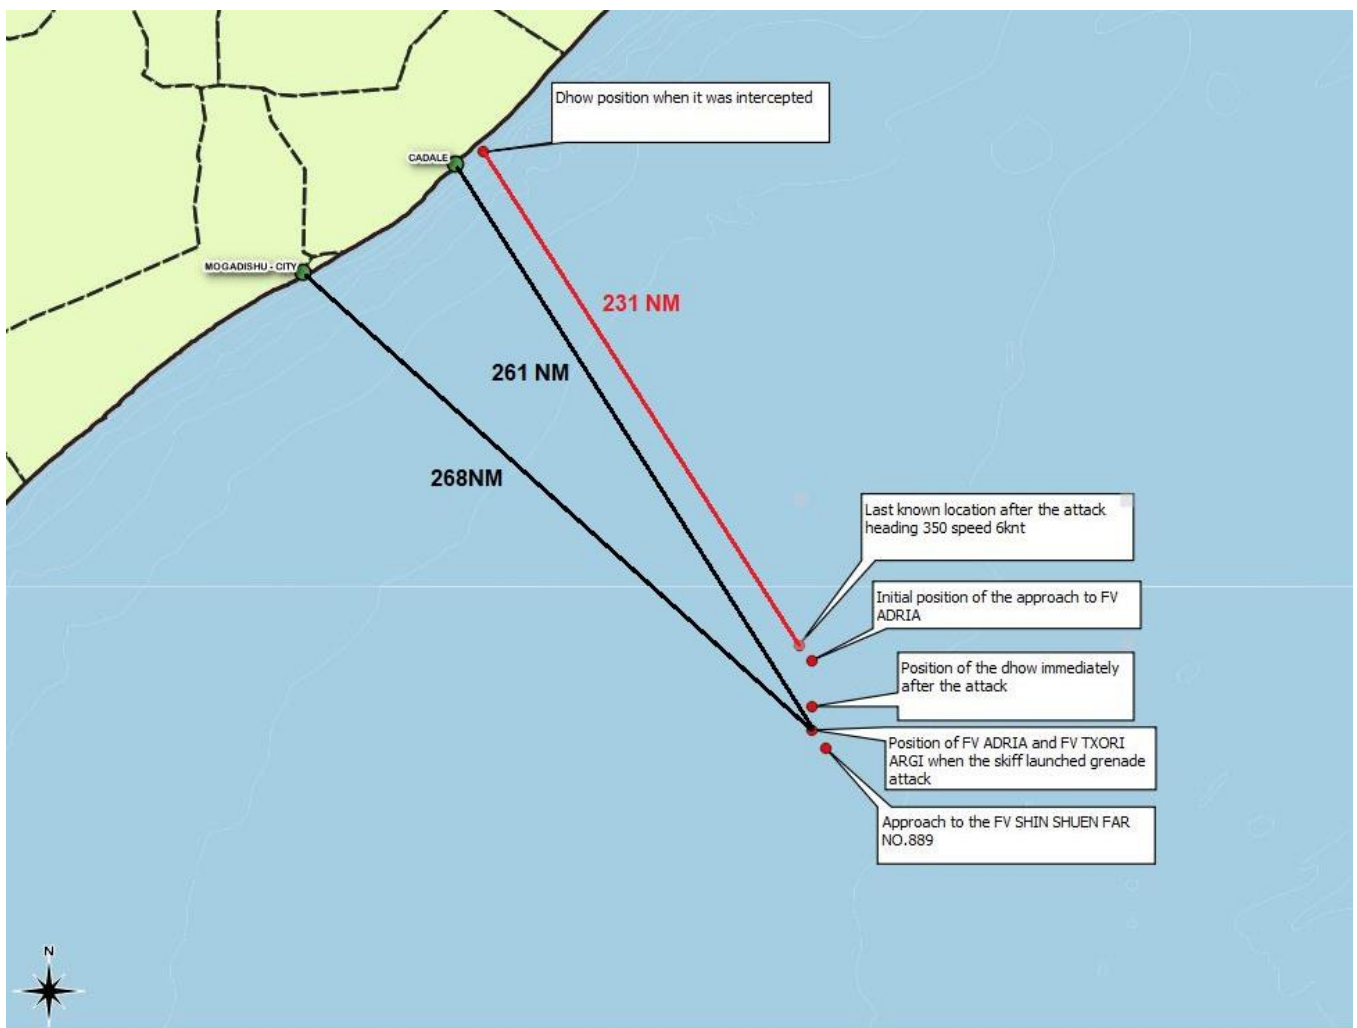 Dhow position when it was intercepted
CADALE
MOGADISHU - CITY
231 NM
261 NM
268NM
Last known location after the attack
heading 350 speed 6knt
Initial position of the approach to FV
ADRIA
Position of the dhow immediately
after the attack
Position of FV ADRIA and FV TXORI
ARGI when the skiff launched grenade
attack
Approach to the FV SHIN SHUEN FAR
NO.889
N